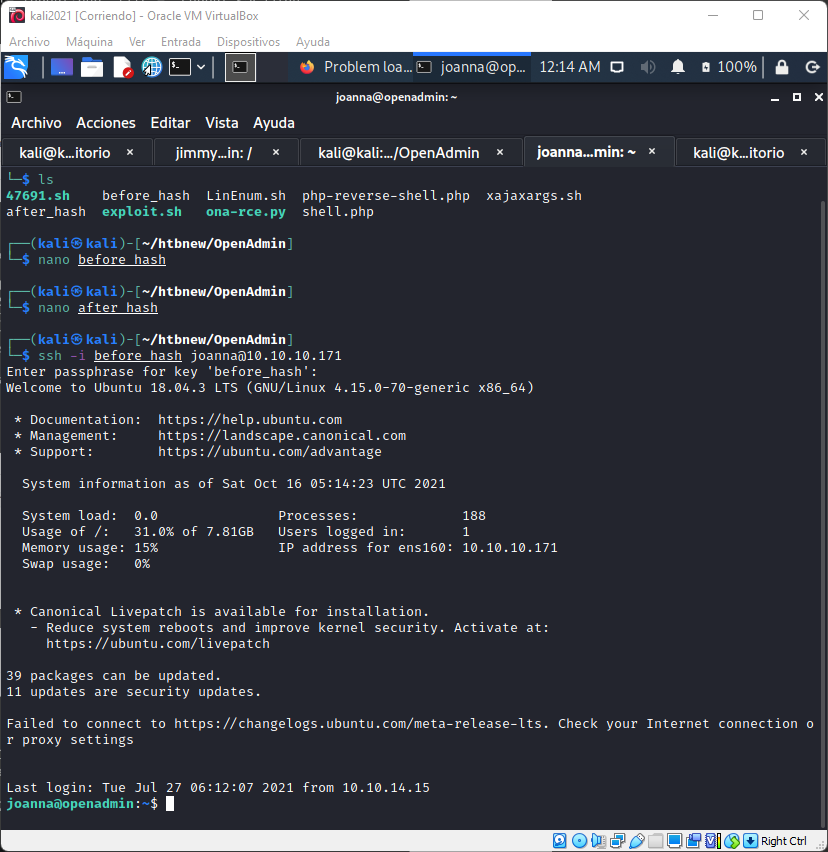 kali2021 [Corriendo] - Oracle VM VirtualBox
Archivo Máquina Ver Entrada Dispositivos Ayuda
Problem loa... joanna@op... 12:14 AM 100%
joanna@openadmin: ~
Archivo Acciones Editar Vista Ayuda
kali@k...itorio × jimmy...in: / × kali@kali:.../OpenAdmin × joanna...min: ~ × kali@k...itorio ×
└─$ ls
47691.sh before_hash LinEnum.sh php-reverse-shell.php xajaxargs.sh
after_hash exploit.sh ona-rce.py shell.php
┌──(kali㉿kali)-[~/htbnew/OpenAdmin]
└─$ nano before_hash
┌──(kali㉿kali)-[~/htbnew/OpenAdmin]
└─$ nano after_hash
┌──(kali㉿kali)-[~/htbnew/OpenAdmin]
└─$ ssh -i before_hash joanna@10.10.10.171
Enter passphrase for key 'before_hash':
Welcome to Ubuntu 18.04.3 LTS (GNU/Linux 4.15.0-70-generic x86_64)
* Documentation: https://help.ubuntu.com
* Management: https://landscape.canonical.com
* Support: https://ubuntu.com/advantage
System information as of Sat Oct 16 05:14:23 UTC 2021
System load: 0.0 Processes: 188
Usage of /: 31.0% of 7.81GB Users logged in: 1
Memory usage: 15% IP address for ens160: 10.10.10.171
Swap usage: 0%
* Canonical Livepatch is available for installation.
- Reduce system reboots and improve kernel security. Activate at:
https://ubuntu.com/livepatch
39 packages can be updated.
11 updates are security updates.
Failed to connect to https://changelogs.ubuntu.com/meta-release-lts. Check your Internet connection o
r proxy settings
Last login: Tue Jul 27 06:12:07 2021 from 10.10.14.15
joanna@openadmin:~$
Right Ctrl